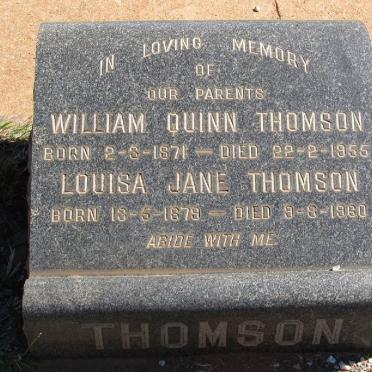 IN LOVING MEMORY
OF
OUR PARENTS
WILLIAM QUINN THOMSON
BORN 2-3-1871 — DIED 22-2-1955
LOUISA JANE THOMSON
BORN 13-5-1879 — DIED 9-8-1960
ABIDE WITH ME
THOMSON